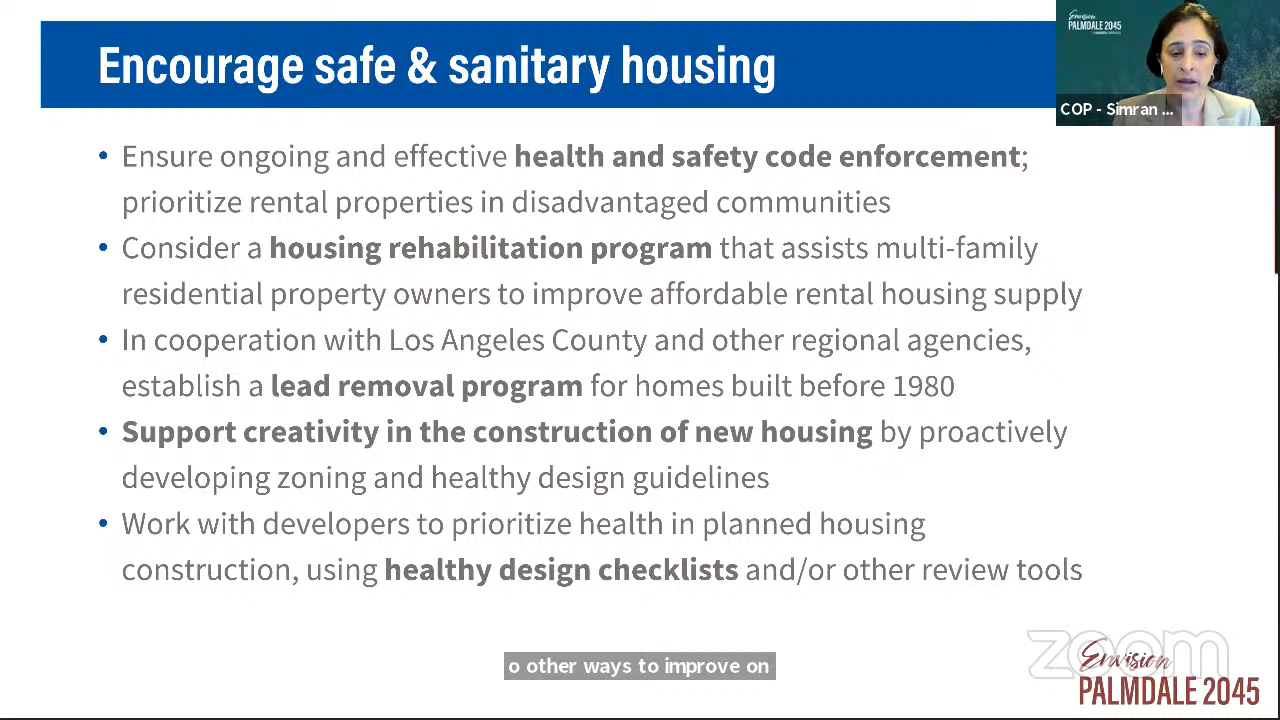 Encourage safe & sanitary housing
Envision
PALMDALE 2045
COP - Simran ...
• Ensure ongoing and effective health and safety code enforcement;
prioritize rental properties in disadvantaged communities
• Consider a housing rehabilitation program that assists multi-family
residential property owners to improve affordable rental housing supply
• In cooperation with Los Angeles County and other regional agencies,
establish a lead removal program for homes built before 1980
• Support creativity in the construction of new housing by proactively
developing zoning and healthy design guidelines
• Work with developers to prioritize health in planned housing
construction, using healthy design checklists and/or other review tools
o other ways to improve on
zoom
Envision
PALMDALE 2045